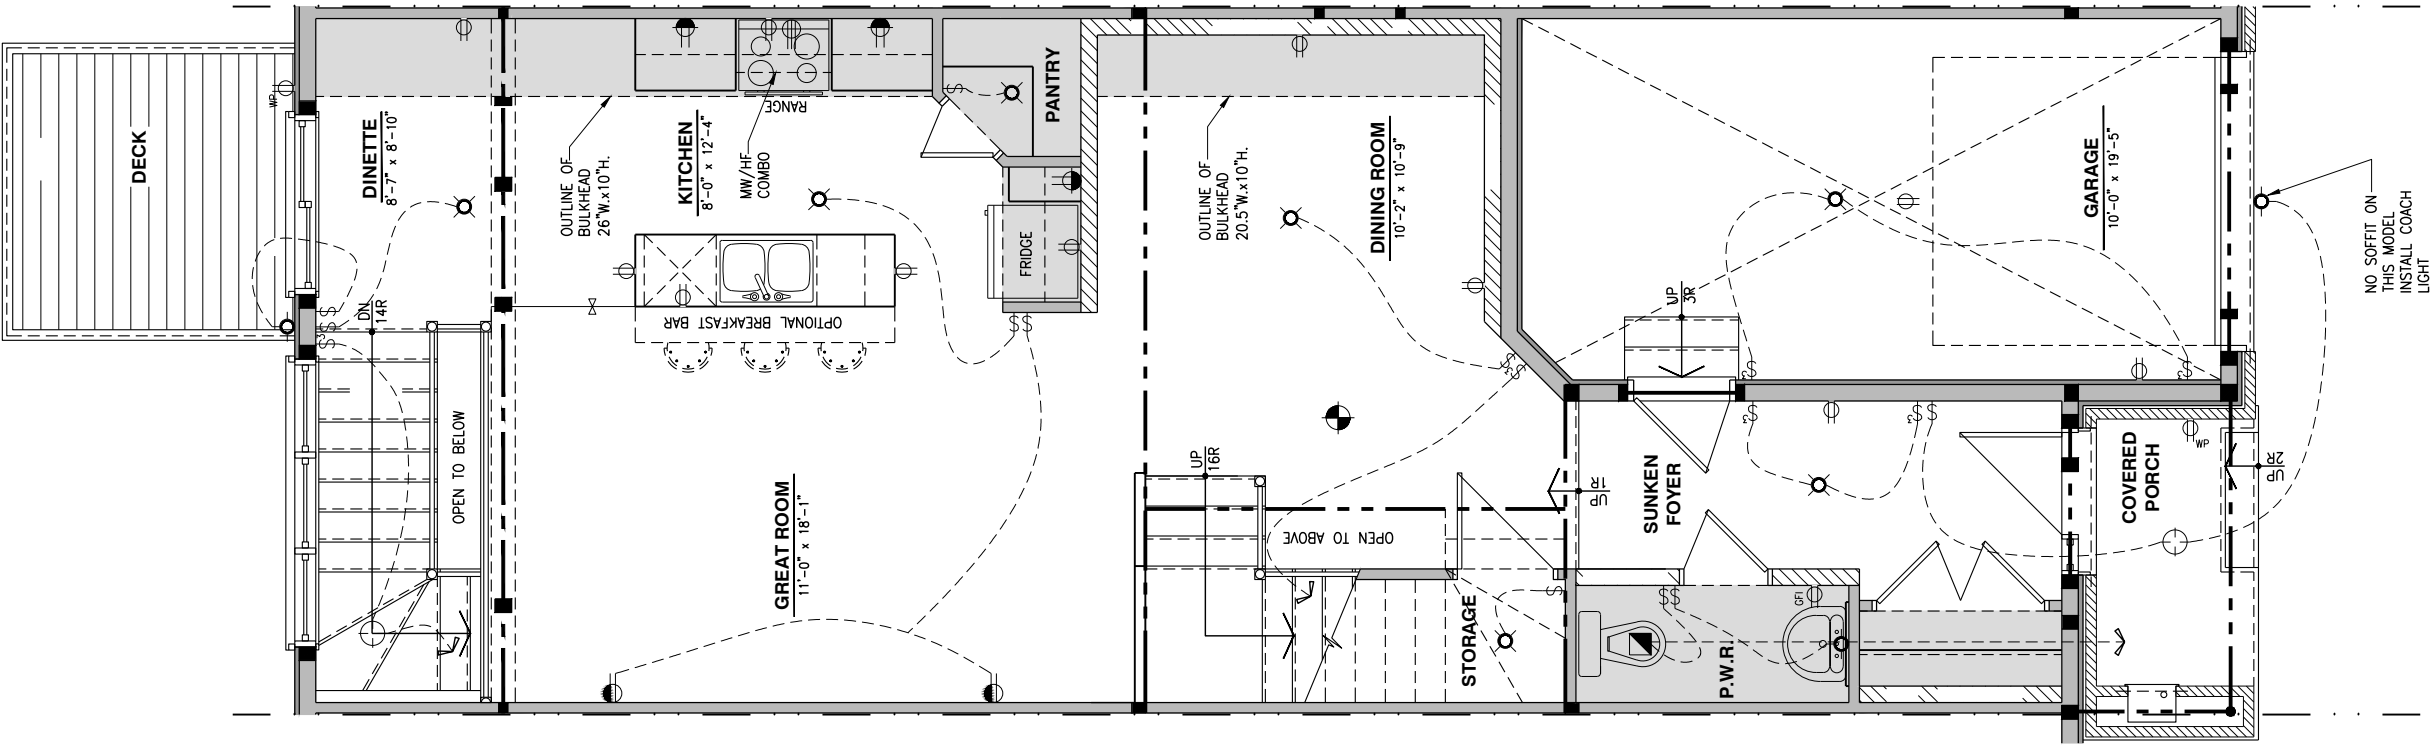 DECK
WP
DINETTE
8'-7" x 8'-10"
DN
14R
OPEN TO BELOW
OUTLINE OF
BULKHEAD
26"W.x10"H.
KITCHEN
8'-0" x 12'-4"
MW/HF
COMBO
RANGE
OPTIONAL BREAKFAST BAR
GREAT ROOM
11'-0" x 18'-1"
PANTRY
FRIDGE
OUTLINE OF
BULKHEAD
20.5"W.x10"H.
DINING ROOM
10'-2" x 10'-9"
UP
16R
OPEN TO ABOVE
STORAGE
UP
1R
SUNKEN
FOYER
UP
3R
P.W.R.
GFI
GARAGE
10'-0" x 19'-5"
COVERED
PORCH
WP
UP
2R
NO SOFFIT ON
THIS MODEL
INSTALL COACH
LIGHT